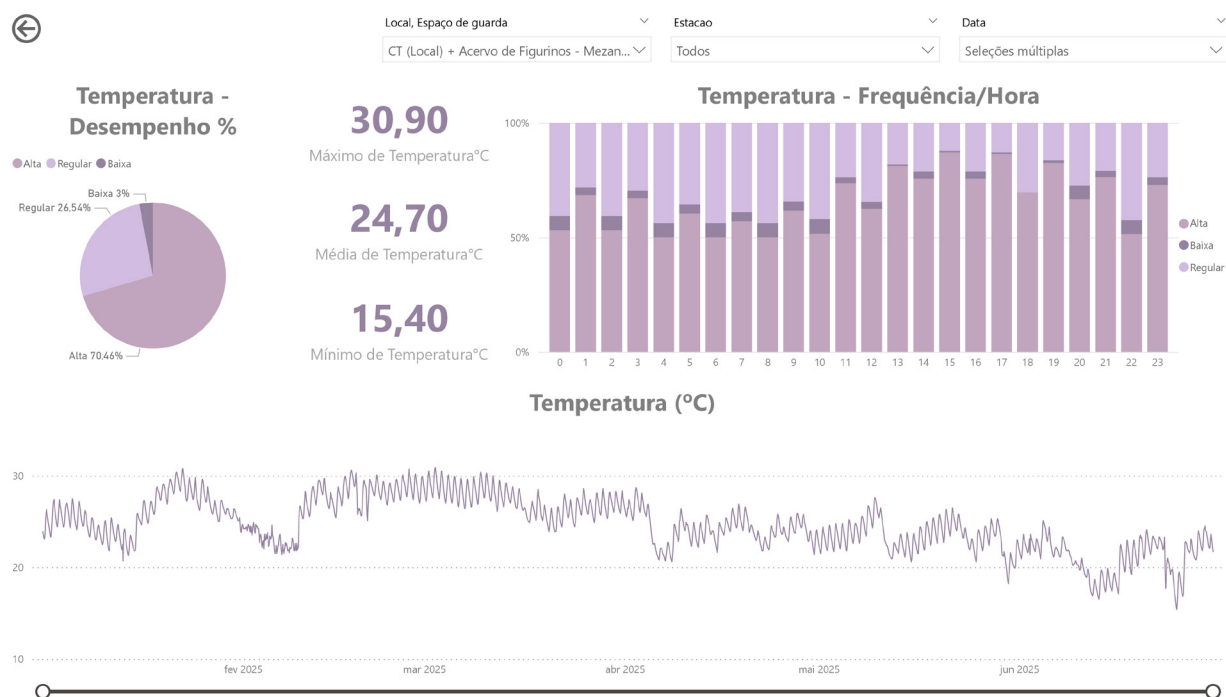 Local, Espaço de guarda
CT (Local) + Acervo de Figurinos - Mezan...
Estacao
Todos
Data
Seleções múltiplas
Temperatura -
Desempenho %
Alta Regular Baixa
Baixa 3%
Regular 26.54%
Alta 70.46%
30,90
Máximo de Temperatura°C
24,70
Média de Temperatura°C
15,40
Mínimo de Temperatura°C
Temperatura - Frequência/Hora
100%
50%
0%
0 1 2 3 4 5 6 7 8 9 10 11 12 13 14 15 16 17 18 19 20 21 22 23
Alta
Baixa
Regular
Temperatura (ºC)
30
20
10
fev 2025 mar 2025 abr 2025 mai 2025 jun 2025